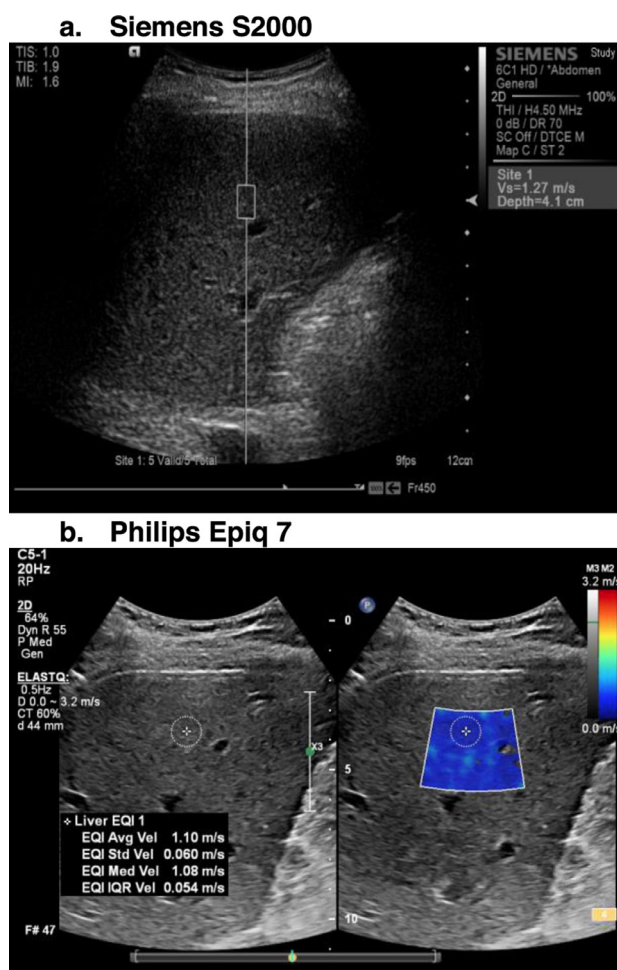 a. Siemens S2000
TIS: 1.0
TIB: 1.9
MI: 1.6
SIEMENS Study
6C1 HD / *Abdomen
General
2D 100%
THI / H4.50 MHz
0 dB / DR 70
SC Off / DTCE M
Map C / ST 2
Site 1
Vs=1.27 m/s
Depth=4.1 cm
Site 1: 5 Valid/5 Total
9fps 12cm
Fr450
b. Philips Epiq 7
C5-1
20Hz
RP
2D
64%
Dyn R 55
P Med
Gen
ELASTQ:
0.5Hz
D 0.0 ~ 3.2 m/s
CT 60%
d 44 mm
0
X3
5
10
P
M3 M2
3.2 m/s
0.0 m/s
Liver EQI 1
EQI Avg Vel 1.10 m/s
EQI Std Vel 0.060 m/s
EQI Med Vel 1.08 m/s
EQI IQR Vel 0.054 m/s
F# 47
4